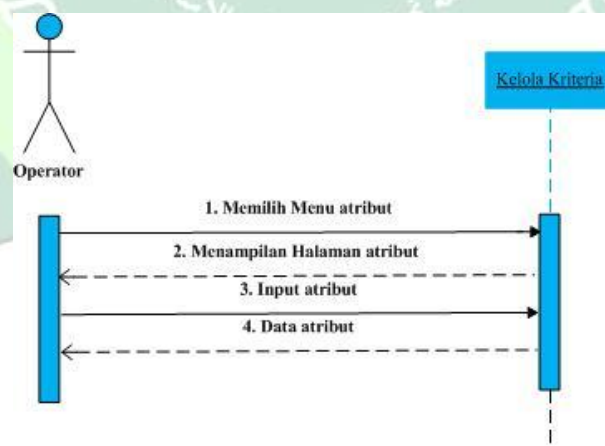 Kelola Kriteria
Operator
1. Memilih Menu atribut
2. Menampilan Halaman atribut
3. Input atribut
4. Data atribut